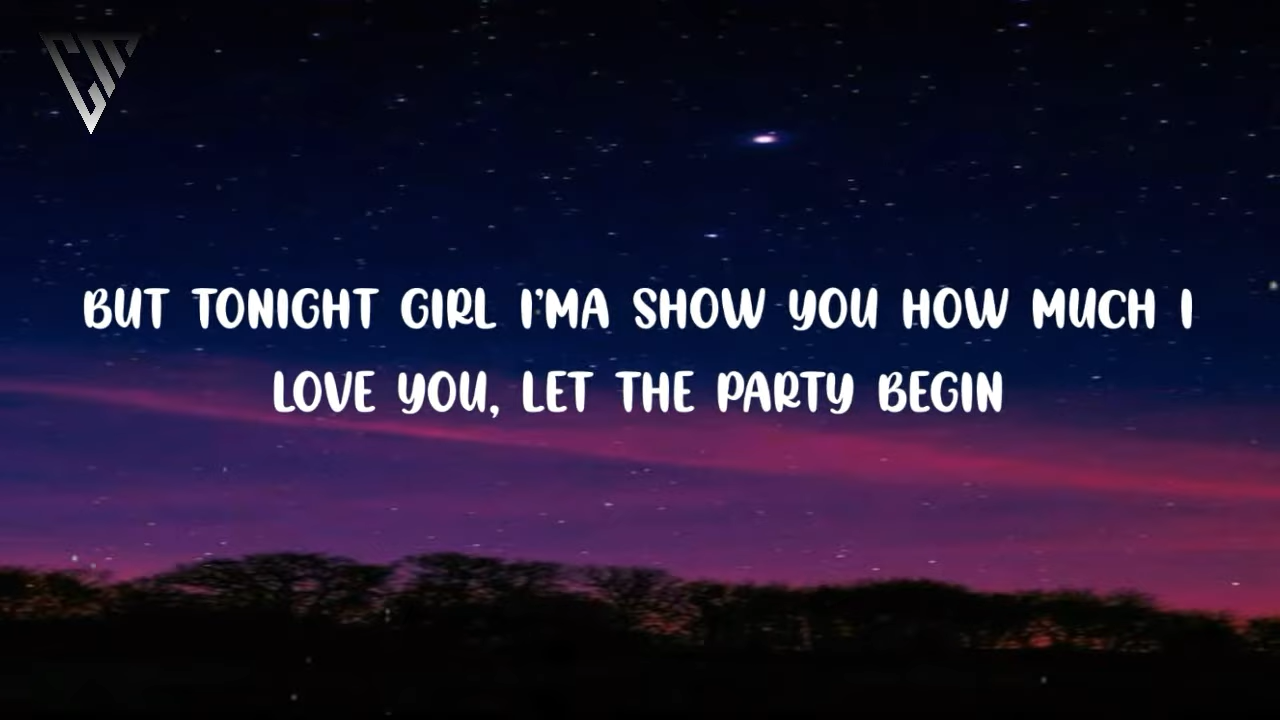 BUT TONIGHT GIRL I'MA SHOW YOU HOW MUCH I
LOVE YOU, LET THE PARTY BEGIN